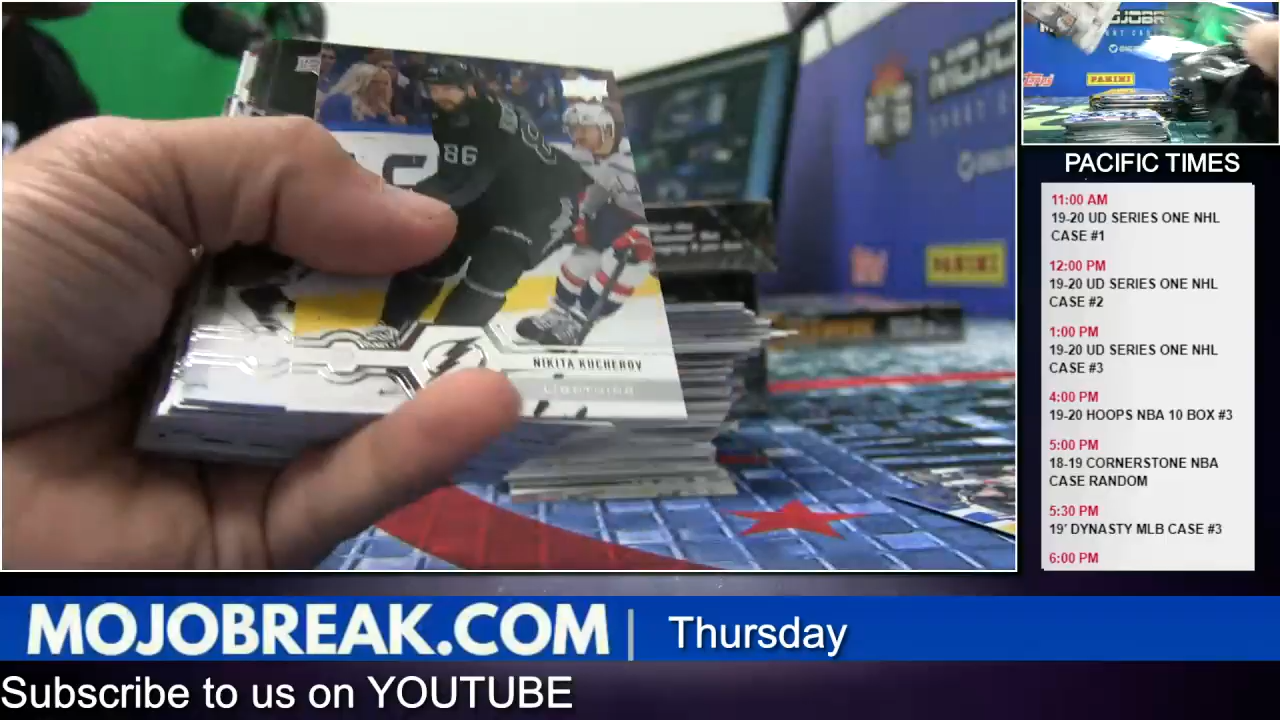 86
NIKITA KUCHEROV
LIGHTNING
PANINI
MOJOBR
Topps
PANINI
PACIFIC TIMES
11:00 AM
19-20 UD SERIES ONE NHL
CASE #1
12:00 PM
19-20 UD SERIES ONE NHL
CASE #2
1:00 PM
19-20 UD SERIES ONE NHL
CASE #3
4:00 PM
19-20 HOOPS NBA 10 BOX #3
5:00 PM
18-19 CORNERSTONE NBA
CASE RANDOM
5:30 PM
19' DYNASTY MLB CASE #3
6:00 PM
MOJOBREAK.COM | Thursday
Subscribe to us on YOUTUBE